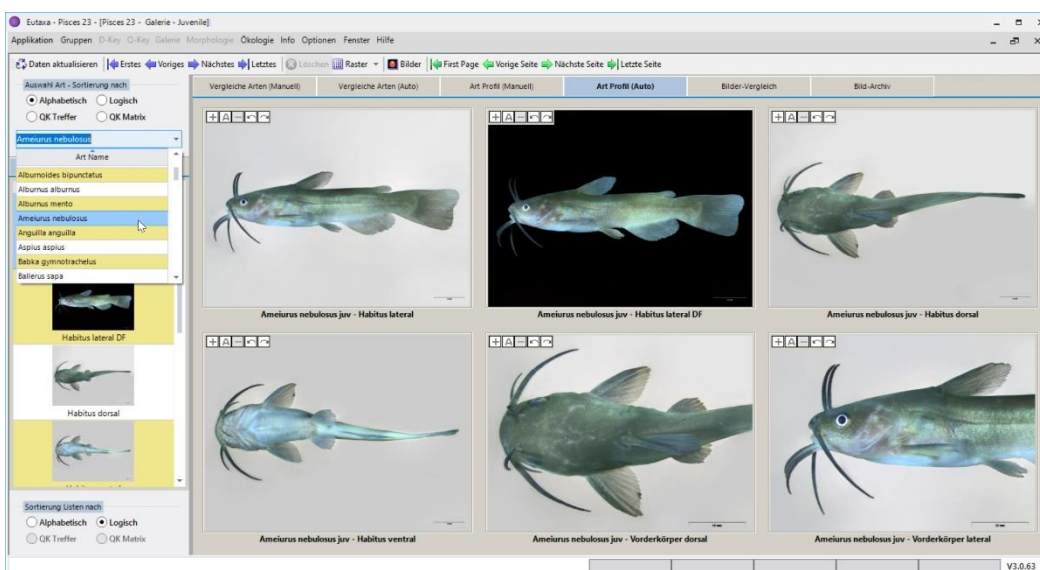 Eutaxa - Pisces 23 - [Pisces 23 - Galerie - Juvenile]
Applikation Gruppen D-Key Q-Key Galerie Morphologie Ökologie Info Optionen Fenster Hilfe
Daten aktualisieren Erstes Voriges Nächstes Letztes Löschen Raster Bilder First Page Vorige Seite Nächste Seite Letzte Seite
Auswahl Art - Sortierung nach
Alphabetisch Logisch
QK Treffer QK Matrix
Ameiurus nebulosus
Art Name
Alburnoides bipunctatus
Alburnus alburnus
Alburnus mento
Ameiurus nebulosus
Anguilla anguilla
Aspius aspius
Babka gymnotrachelus
Ballerus sapa
Habitus lateral DF
Habitus dorsal
Sortierung Listen nach
Alphabetisch Logisch
QK Treffer QK Matrix
Vergleiche Arten (Manuell) Vergleiche Arten (Auto) Art Profil (Manuell) Art Profil (Auto) Bilder-Vergleich Bild-Archiv
Ameiurus nebulosus juv - Habitus lateral
Ameiurus nebulosus juv - Habitus lateral DF
Ameiurus nebulosus juv - Habitus dorsal
Ameiurus nebulosus juv - Habitus ventral
Ameiurus nebulosus juv - Vorderkörper dorsal
Ameiurus nebulosus juv - Vorderkörper lateral
V3.0.63